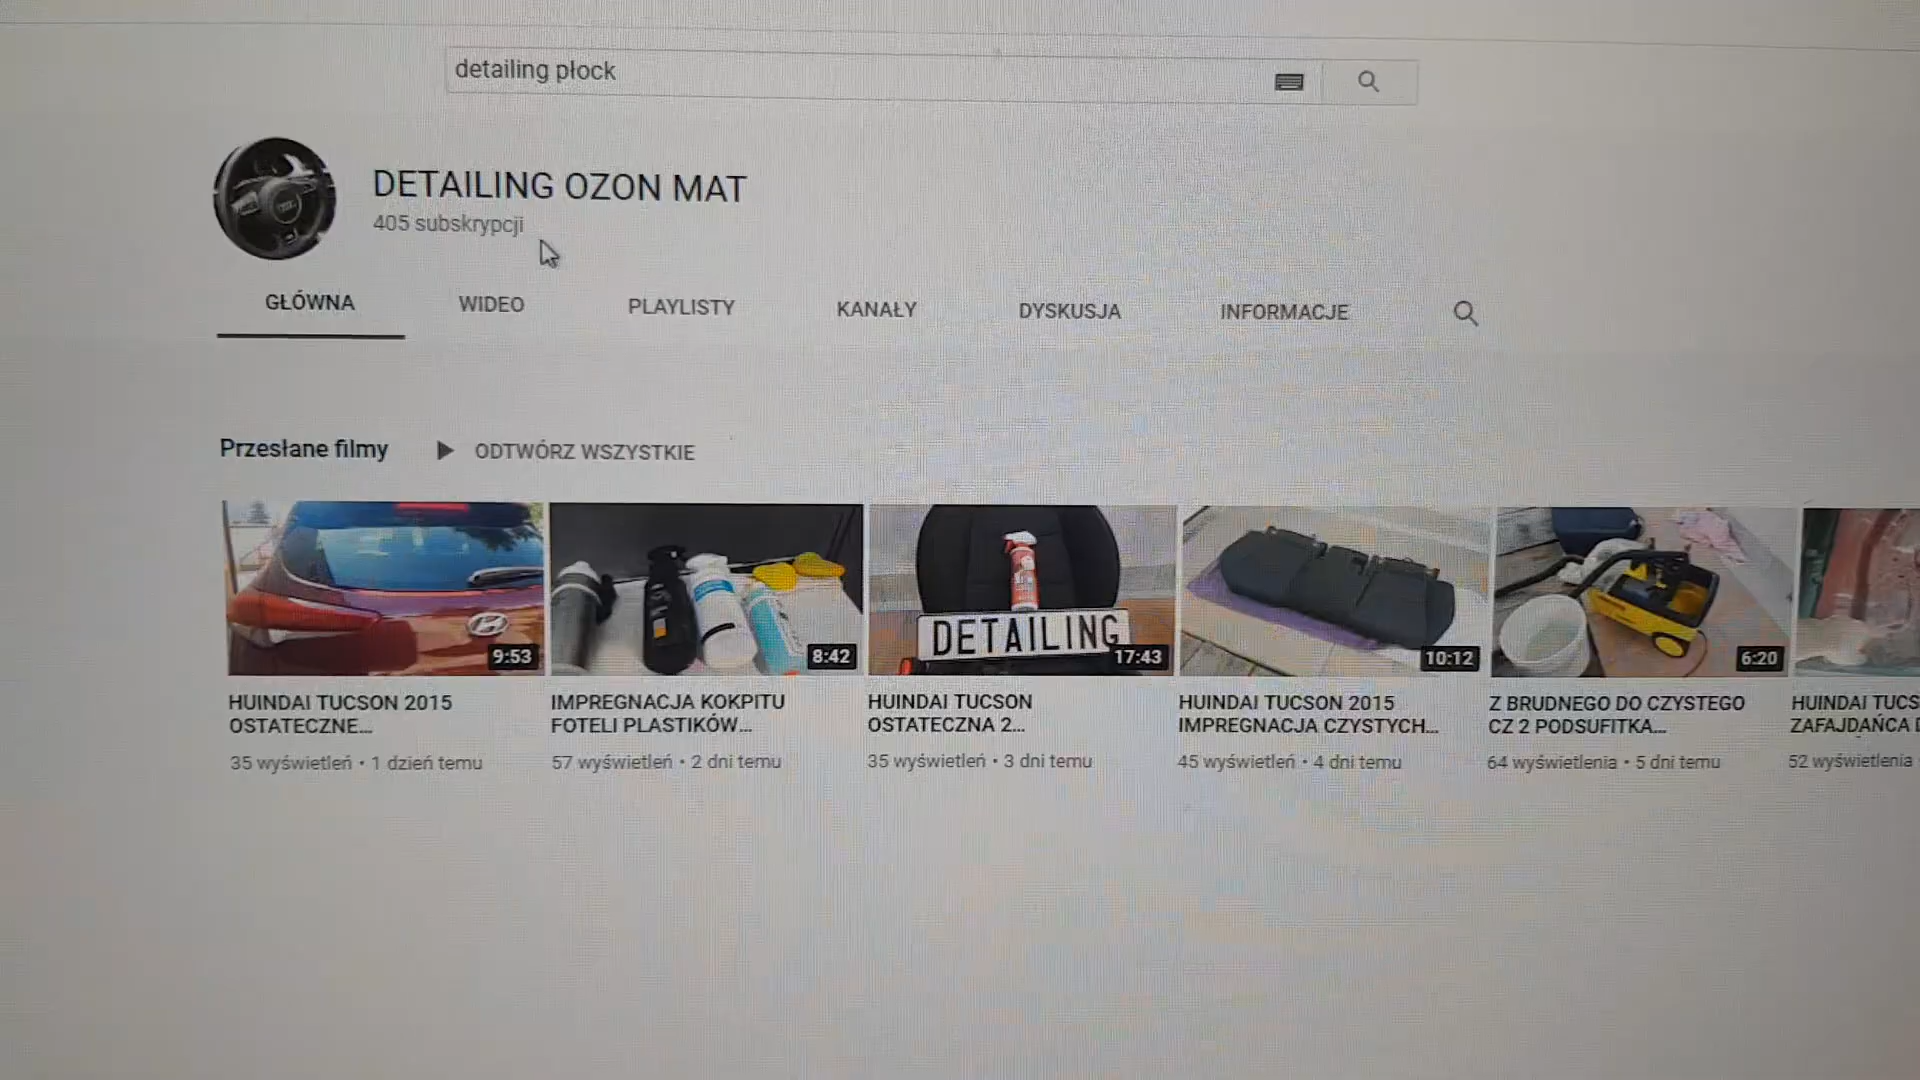 detailing płock
DETAILING OZON MAT
405 subskrypcji
GŁÓWNA
WIDEO
PLAYLISTY
KANAŁY
DYSKUSJA
INFORMACJE
Przesłane filmy
ODTWÓRZ WSZYSTKIE
DETAILING
9:53
8:42
17:43
10:12
6:20
HUINDAI TUCSON 2015
OSTATECZNE...
35 wyświetleń • 1 dzień temu
IMPREGNACJA KOKPITU
FOTELI PLASTIKÓW...
57 wyświetleń • 2 dni temu
HUINDAI TUCSON
OSTATECZNA 2...
35 wyświetleń • 3 dni temu
HUINDAI TUCSON 2015
IMPREGNACJA CZYSTYCH...
45 wyświetleń • 4 dni temu
Z BRUDNEGO DO CZYSTEGO
CZ 2 PODSUFITKA...
64 wyświetlenia • 5 dni temu
HUINDAI TUCS
ZAFAJDAŃCA
52 wyświetlenia